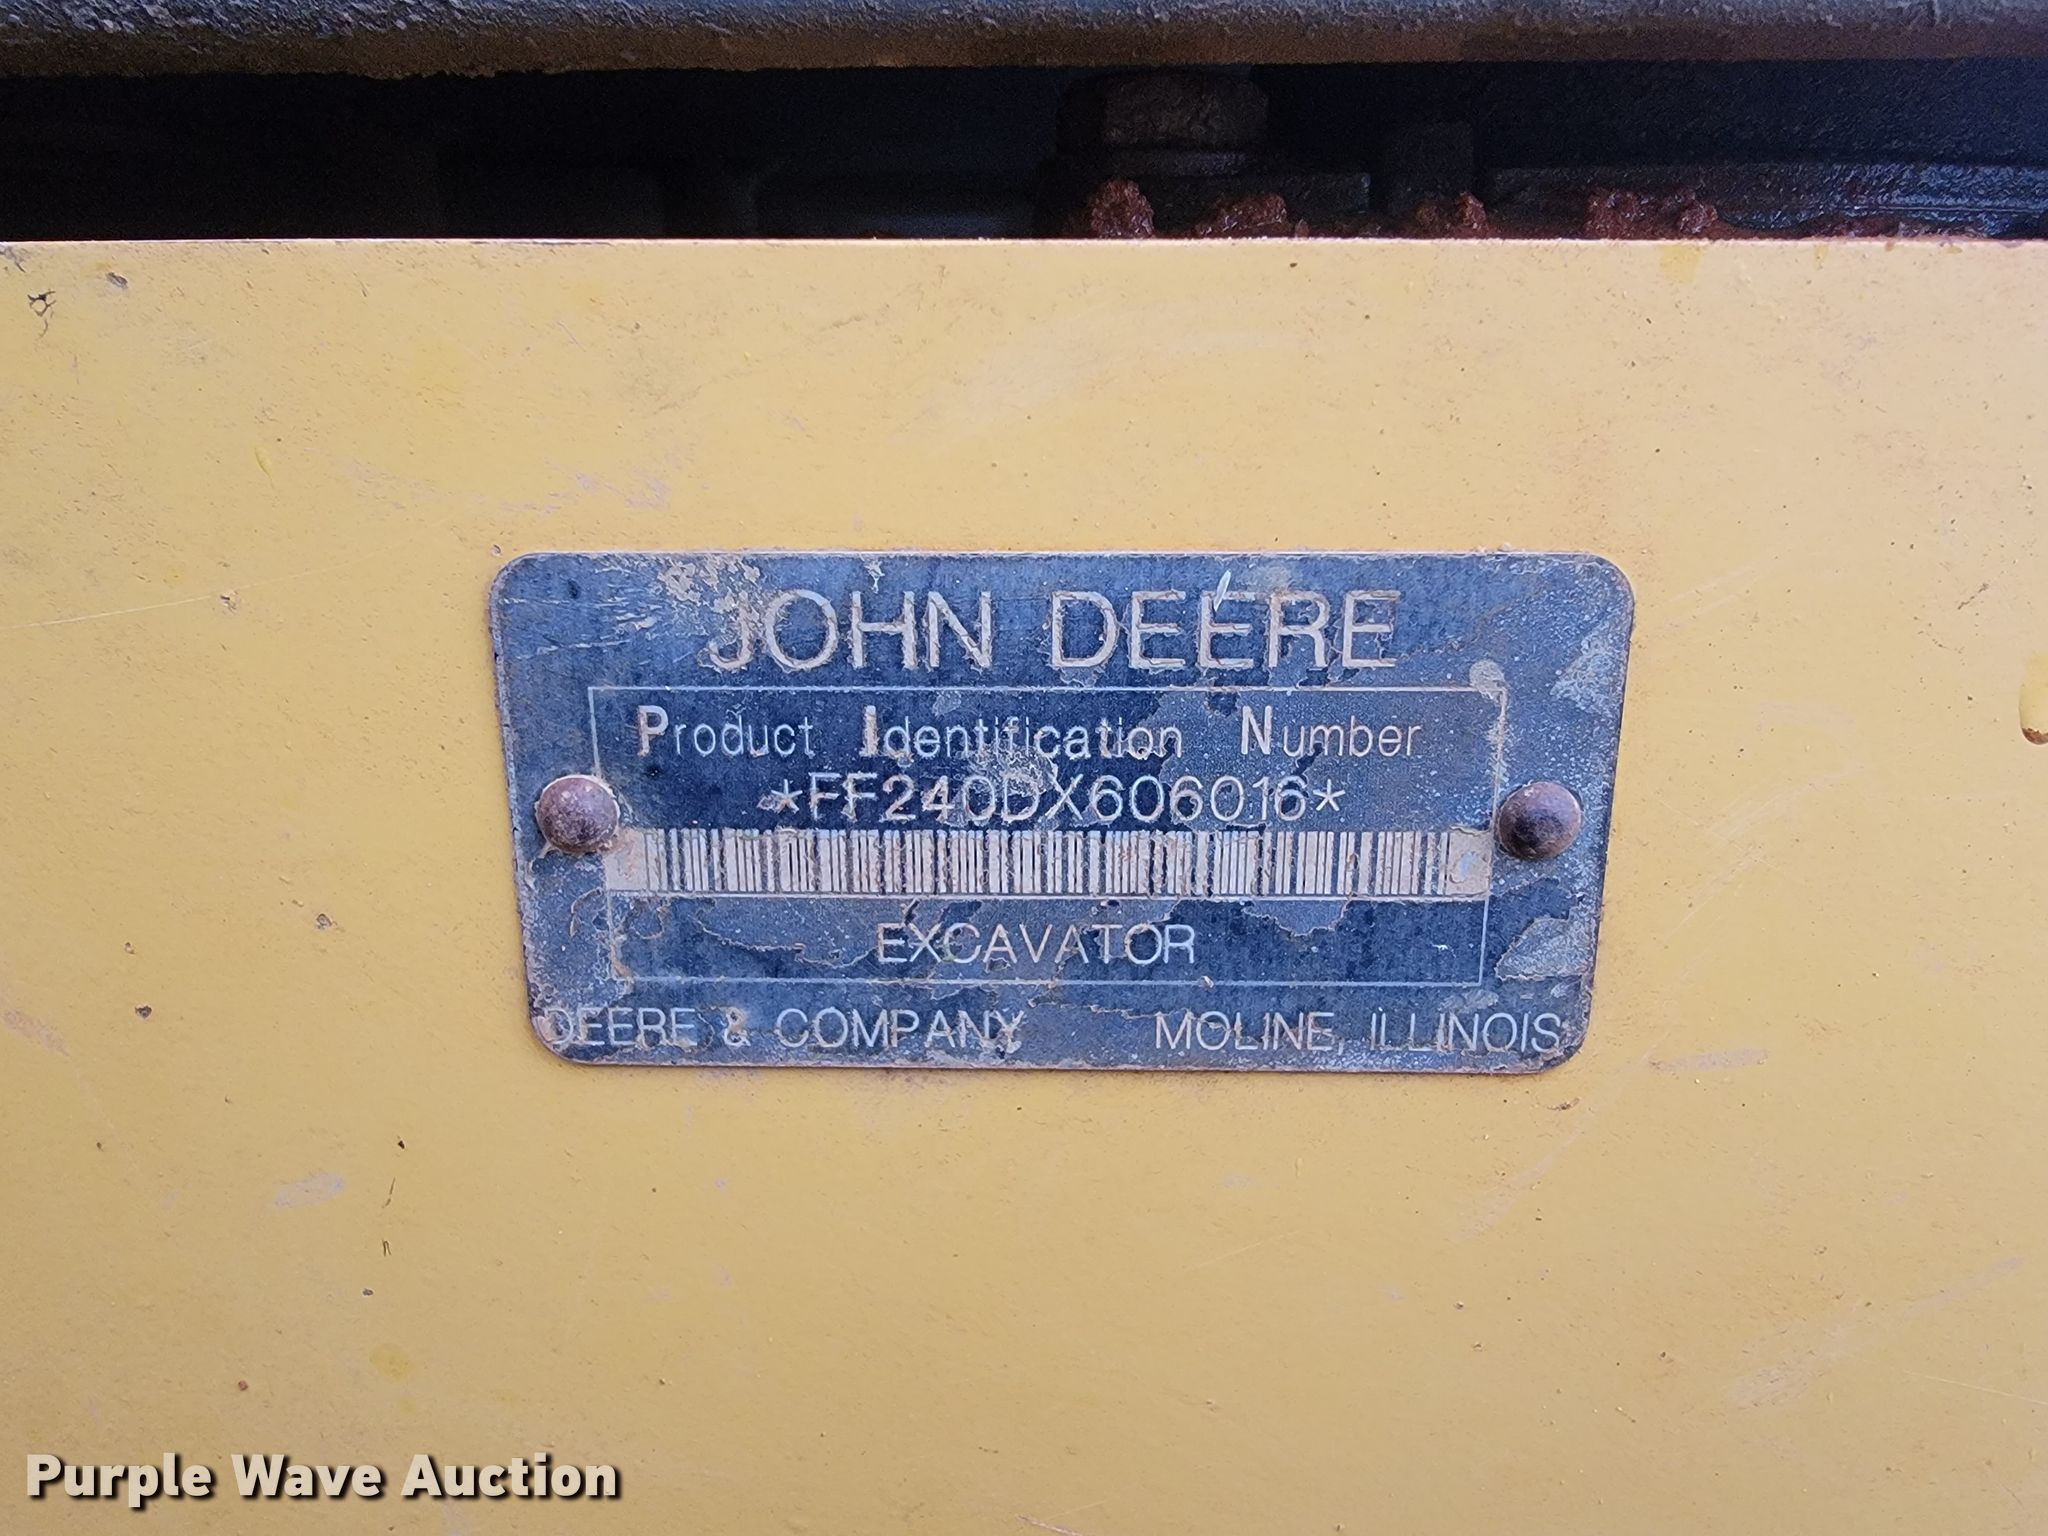 JOHN DEERE
Product Identification Number
*FF240DX606016*
EXCAVATOR
DEERE & COMPANY MOLINE, ILLINOIS
Purple Wave Auction